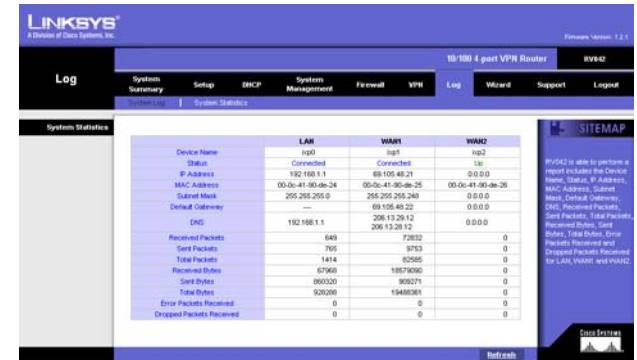 LINKSYS®
A Division of Cisco Systems, Inc.
Firmware Version: 1.2.1
10/100 4-port VPN Router
RV042
Log
System Summary
Setup
DHCP
System Management
Firewall
VPN
Log
Wizard
Support
Logout
System Log | System Statistics
System Statistics
SITEMAP
LAN WAN1 WAN2
Device Name ixp0 ixp1 ixp2
Status Connected Connected Up
IP Address 192.168.1.1 69.105.48.21 0.0.0.0
MAC Address 00-0c-41-90-de-24 00-0c-41-90-de-25 00-0c-41-90-de-26
Subnet Mask 255.255.255.0 255.255.255.248 0.0.0.0
Default Gateway --- 69.105.48.22 0.0.0.0
DNS 192.168.1.1 206.13.29.12 206.13.28.12 0.0.0.0
Received Packets 649 72832 0
Sent Packets 765 9753 0
Total Packets 1414 82585 0
Received Bytes 67968 18579090 0
Sent Bytes 860320 909271 0
Total Bytes 928288 19488361 0
Error Packets Received 0 0 0
Dropped Packets Received 0 0 0
RV042 is able to perform a
report includes the Device
Name, Status, IP Address,
MAC Address, Subnet
Mask, Default Gateway,
DNS, Received Packets,
Sent Packets, Total Packets,
Received Bytes, Sent
Bytes, Total Bytes, Error
Packets Received and
Dropped Packets Received
for LAN, WAN1 and WAN2.
Refresh
CISCO SYSTEMS